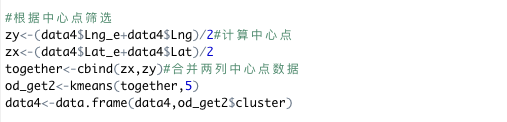 #根据中心点筛选
zy<-(data4$Lng_e+data4$Lng)/2#计算中心点
zx<-(data4$Lat_e+data4$Lat)/2
together<-cbind(zx,zy)#合并两列中心点数据
od_get2<-kmeans(together,5)
data4<-data.frame(data4,od_get2$cluster)